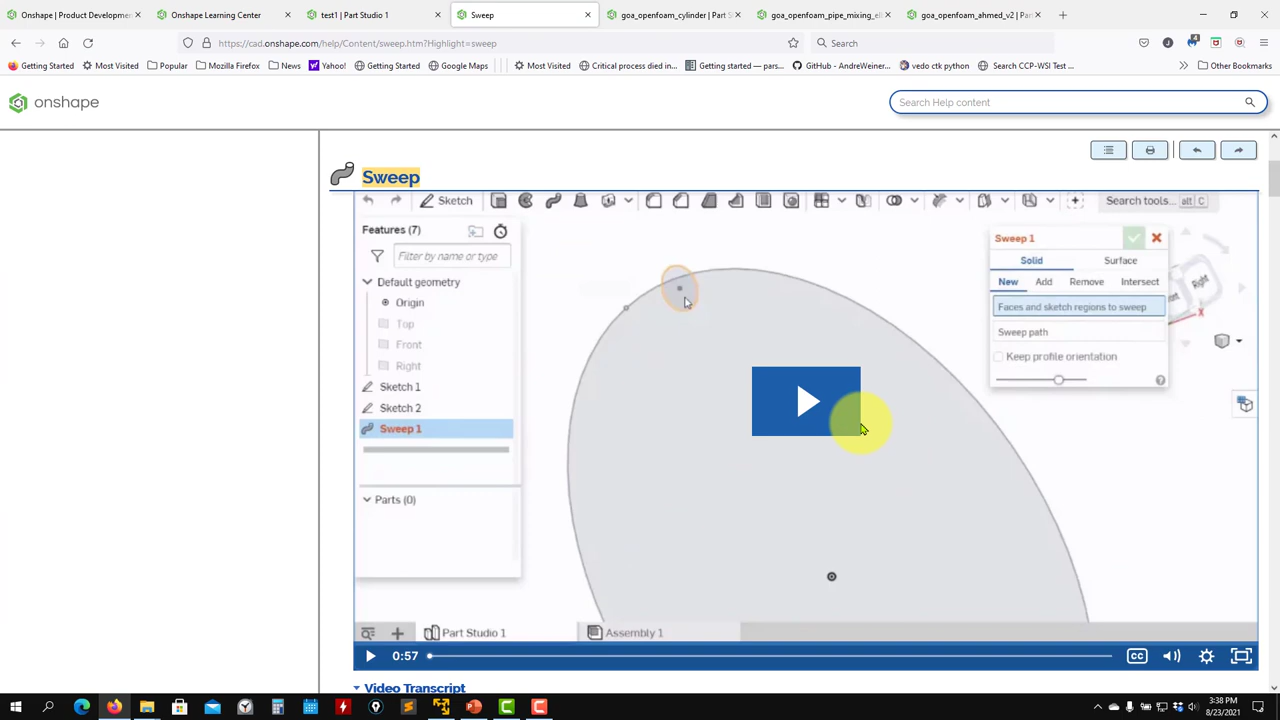 Onshape | Product Developmen
Onshape Learning Center
test1 | Part Studio 1
Sweep
goa_openfoam_cylinder | Part S
goa_openfoam_pipe_mixing_el
goa_openfoam_ahmed_v2 | Part
https://cad.onshape.com/help/Content/sweep.htm?Highlight=sweep
Search
Getting Started
Most Visited
Popular
Mozilla Firefox
News
Yahoo!
Getting Started
Google Maps
Most Visited
Critical process died in...
Getting started — pars...
GitHub - AndreWeiner...
vedo ctk python
Search CCP-WSI Test ...
Other Bookmarks
onshape
Search Help content
Sweep
Sketch
Search tools... alt C
Features (7)
Filter by name or type
Default geometry
Origin
Top
Front
Right
Sketch 1
Sketch 2
Sweep 1
Parts (0)
Sweep 1
Solid Surface
New Add Remove Intersect
Faces and sketch regions to sweep
Sweep path
Keep profile orientation
Right
X
Part Studio 1
Assembly 1
0:57
CC
Video Transcript
3:38 PM
8/23/2021